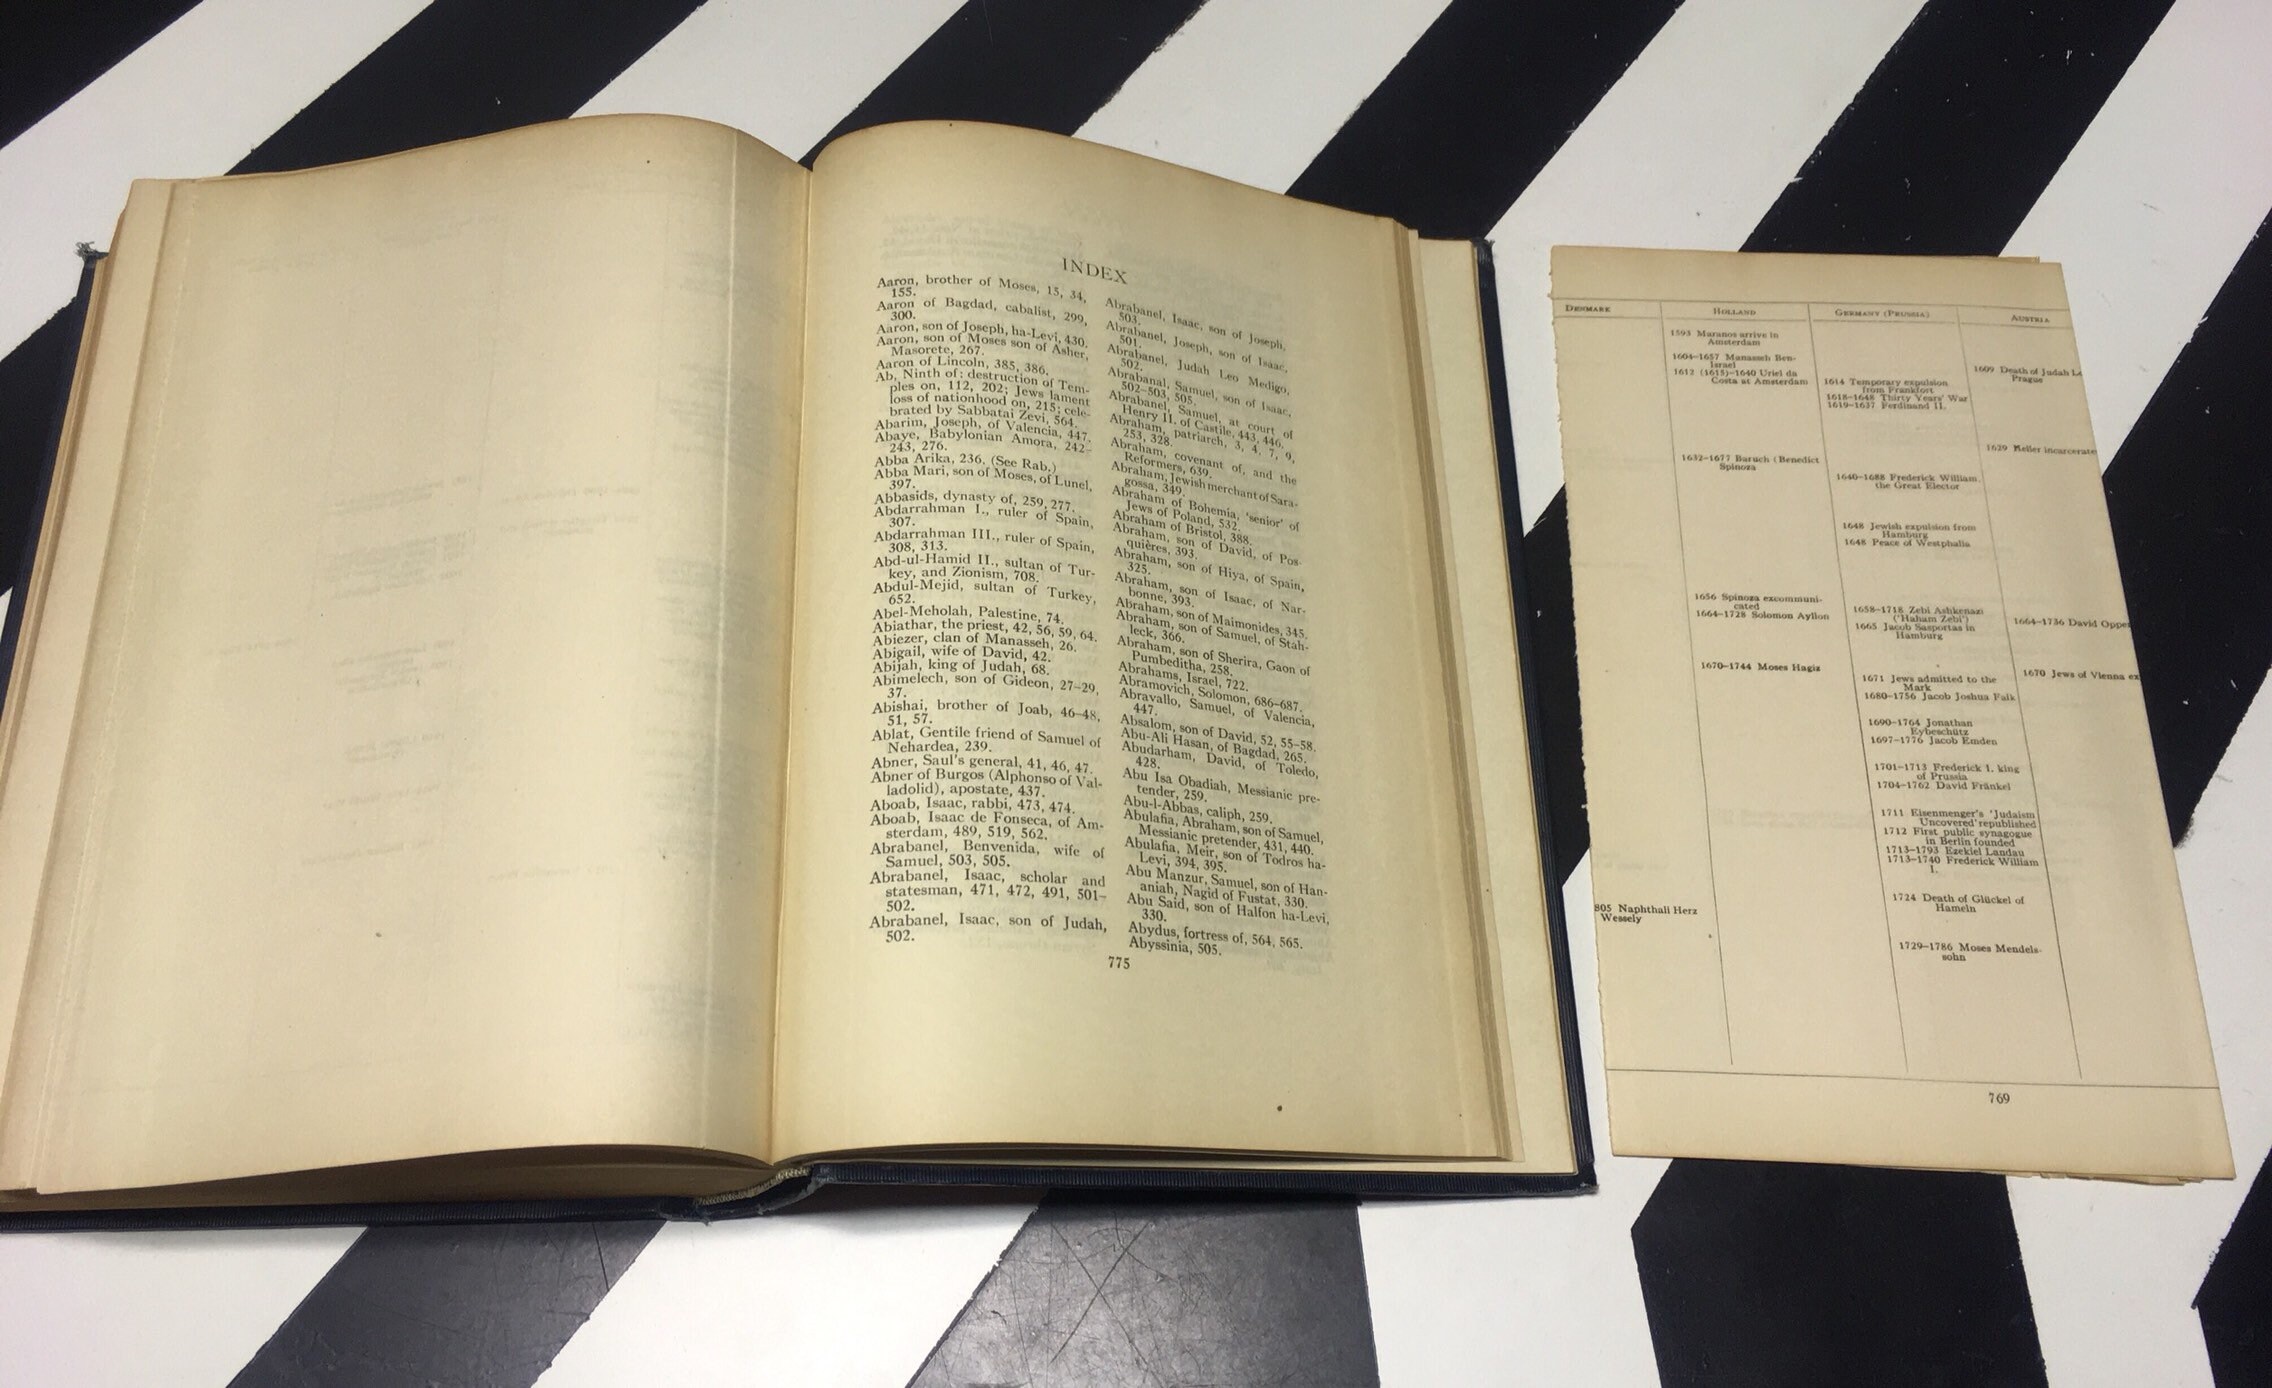 INDEX
Aaron, brother of Moses, 15, 34,
155.
Aaron of Bagdad, cabalist, 299,
300.
Aaron, son of Joseph, ha-Levi, 430.
Aaron, son of Moses son of Asher,
Masorete, 267.
Aaron of Lincoln, 385, 386.
Ab, Ninth of: destruction of Tem-
ples on, 112, 202; Jews lament
loss of nationhood on, 215; cele-
brated by Sabbatai Zevi, 564.
Abarim, Joseph, of Valencia, 447.
Abaye, Babylonian Amora, 242-
243, 276.
Abba Arika, 236. (See Rab.)
Abba Mari, son of Moses, of Lunel,
397.
Abbasids, dynasty of, 259, 277.
Abdarrahman I., ruler of Spain,
307.
Abdarrahman III., ruler of Spain,
308, 313.
Abd-ul-Hamid II., sultan of Tur-
key, and Zionism, 708.
Abdul-Mejid, sultan of Turkey,
652.
Abel-Meholah, Palestine, 74.
Abiathar, the priest, 42, 56, 59, 64.
Abiezer, clan of Manasseh, 26.
Abigail, wife of David, 42.
Abijah, king of Judah, 68.
Abimelech, son of Gideon, 27-29,
37.
Abishai, brother of Joab, 46-48,
51, 57.
Ablat, Gentile friend of Samuel of
Nehardea, 239.
Abner, Saul's general, 41, 46, 47.
Abner of Burgos (Alphonso of Val-
ladolid), apostate, 437.
Aboab, Isaac, rabbi, 473, 474.
Aboab, Isaac de Fonseca, of Am-
sterdam, 489, 519, 562.
Abrabanel, Benvenida, wife of
Samuel, 503, 505.
Abrabanel, Isaac, scholar and
statesman, 471, 472, 491, 501-
502.
Abrabanel, Isaac, son of Judah,
502.
Abrabanel, Isaac, son of Joseph,
503.
Abrabanel, Joseph, son of Isaac,
501.
Abrabanel, Judah Leo Medigo,
502.
Abrabanal, Samuel, son of Isaac,
502-503, 505.
Abrabanel, Samuel, at court of
Henry II. of Castile, 443, 446.
Abraham, patriarch, 3, 4, 7, 9,
253, 328.
Abraham, covenant of, and the
Reformers, 639.
Abraham, Jewish merchant of Sara-
gossa, 349.
Abraham of Bohemia, 'senior' of
Jews of Poland, 532.
Abraham of Bristol, 388.
Abraham, son of David, of Pos-
quières, 393.
Abraham, son of Hiya, of Spain,
325.
Abraham, son of Isaac, of Nar-
bonne, 393.
Abraham, son of Maimonides, 345.
Abraham, son of Samuel, of Stah-
leck, 366.
Abraham, son of Sherira, Gaon of
Pumbeditha, 258.
Abrahams, Israel, 722.
Abramovich, Solomon, 686-687.
Abravallo, Samuel, of Valencia,
447.
Absalom, son of David, 52, 55-58.
Abu-Ali Hasan, of Bagdad, 265.
Abudarham, David, of Toledo,
428.
Abu Isa Obadiah, Messianic pre-
tender, 259.
Abu-l-Abbas, caliph, 259.
Abulafia, Abraham, son of Samuel,
Messianic pretender, 431, 440.
Abulafia, Meir, son of Todros ha-
Levi, 394, 395.
Abu Manzur, Samuel, son of Han-
aniah, Nagid of Fustat, 330.
Abu Said, son of Halfon ha-Levi,
330.
Abydus, fortress of, 564, 565.
Abyssinia, 505.
775
DENMARK
805 Naphthali Herz
Wessely
HOLLAND
1593 Maranos arrive in
Amsterdam
1604-1657 Manasseh Ben-
Israel
1612 (1615)-1640 Uriel da
Costa at Amsterdam
1632-1677 Baruch (Benedict
Spinoza
1656 Spinoza excommuni-
cated
1664-1728 Solomon Ayllon
1670-1744 Moses Hagiz
GERMANY (PRUSSIA)
1614 Temporary expulsion
from Frankfort
1618-1648 Thirty Years' War
1619-1637 Ferdinand II.
1640-1688 Frederick William,
the Great Elector
1648 Jewish expulsion from
Hamburg
1648 Peace of Westphalia
1658-1718 Zebi Ashkenazi
('Haham Zebi')
1665 Jacob Sasportas in
Hamburg
1671 Jews admitted to the
Mark
1680-1756 Jacob Joshua Falk
1690-1764 Jonathan
Eybeschütz
1697-1776 Jacob Emden
1701-1713 Frederick I. king
of Prussia
1704-1762 David Fränkel
1711 Eisenmenger's 'Judaism
Uncovered' republished
1712 First public synagogue
in Berlin founded
1713-1793 Ezekiel Landau
1713-1740 Frederick William
I.
1724 Death of Glückel of
Hameln
1729-1786 Moses Mendels-
sohn
AUSTRIA
1609 Death of Judah Lo
Prague
1629 Heller incarcerate
1664-1736 David Oppe
1670 Jews of Vienna ex
769